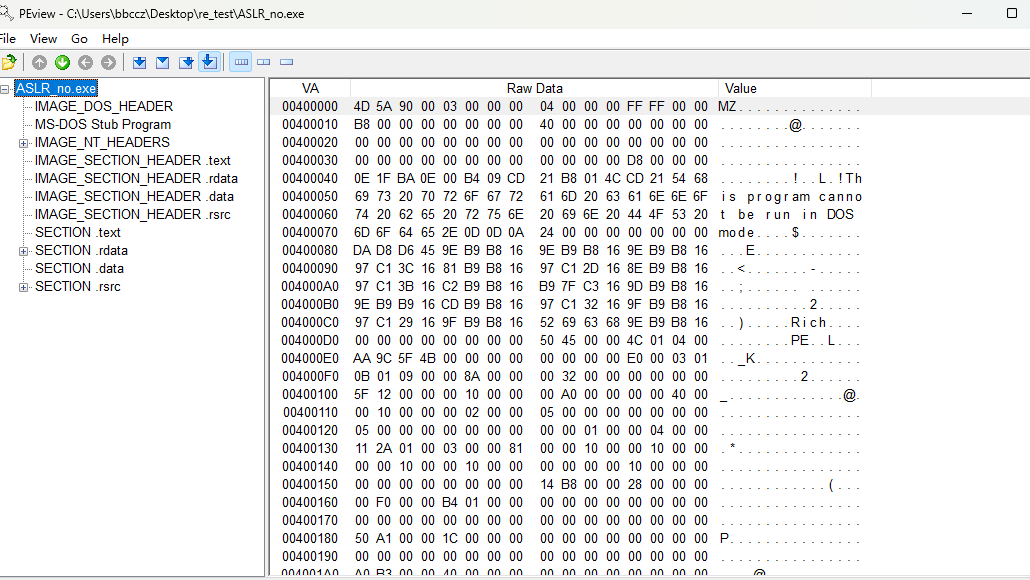 PEview - C:\Users\bbccz\Desktop\re_test\ASLR_no.exe
File View Go Help
ASLR_no.exe
IMAGE_DOS_HEADER
MS-DOS Stub Program
IMAGE_NT_HEADERS
IMAGE_SECTION_HEADER .text
IMAGE_SECTION_HEADER .rdata
IMAGE_SECTION_HEADER .data
IMAGE_SECTION_HEADER .rsrc
SECTION .text
SECTION .rdata
SECTION .data
SECTION .rsrc
VA Raw Data Value
00400000 4D 5A 90 00 03 00 00 00 04 00 00 00 FF FF 00 00 MZ..............
00400010 B8 00 00 00 00 00 00 00 40 00 00 00 00 00 00 00 ........@.......
00400020 00 00 00 00 00 00 00 00 00 00 00 00 00 00 00 00 ................
00400030 00 00 00 00 00 00 00 00 00 00 00 00 D8 00 00 00 ................
00400040 0E 1F BA 0E 00 B4 09 CD 21 B8 01 4C CD 21 54 68 ........!..L.!Th
00400050 69 73 20 70 72 6F 67 72 61 6D 20 63 61 6E 6E 6F is program canno
00400060 74 20 62 65 20 72 75 6E 20 69 6E 20 44 4F 53 20 t be run in DOS
00400070 6D 6F 64 65 2E 0D 0D 0A 24 00 00 00 00 00 00 00 mode....$.......
00400080 DA D8 D6 45 9E B9 B8 16 9E B9 B8 16 9E B9 B8 16 ...E............
00400090 97 C1 3C 16 81 B9 B8 16 97 C1 2D 16 8E B9 B8 16 ..<.......-.....
004000A0 97 C1 3B 16 C2 B9 B8 16 B9 7F C3 16 9D B9 B8 16 ..;.............
004000B0 9E B9 B9 16 CD B9 B8 16 97 C1 32 16 9F B9 B8 16 ..........2.....
004000C0 97 C1 29 16 9F B9 B8 16 52 69 63 68 9E B9 B8 16 ..).....Rich....
004000D0 00 00 00 00 00 00 00 00 50 45 00 00 4C 01 04 00 ........PE..L...
004000E0 AA 9C 5F 4B 00 00 00 00 00 00 00 00 E0 00 03 01 .._K............
004000F0 0B 01 09 00 00 8A 00 00 00 32 00 00 00 00 00 00 .........2......
00400100 5F 12 00 00 00 10 00 00 00 A0 00 00 00 00 40 00 _.............@.
00400110 00 10 00 00 00 02 00 00 05 00 00 00 00 00 00 00 ................
00400120 05 00 00 00 00 00 00 00 00 00 01 00 00 04 00 00 ................
00400130 11 2A 01 00 03 00 00 81 00 00 10 00 00 10 00 00 .*..............
00400140 00 00 10 00 00 10 00 00 00 00 00 00 10 00 00 00 ................
00400150 00 00 00 00 00 00 00 00 14 B8 00 00 28 00 00 00 ............(...
00400160 00 F0 00 00 B4 01 00 00 00 00 00 00 00 00 00 00 ................
00400170 00 00 00 00 00 00 00 00 00 00 00 00 00 00 00 00 ................
00400180 50 A1 00 00 1C 00 00 00 00 00 00 00 00 00 00 00 P...............
00400190 00 00 00 00 00 00 00 00 00 00 00 00 00 00 00 00 ................
004001A0 A0 B3 00 00 40 00 00 00 00 00 00 00 00 00 00 00 ....@...........